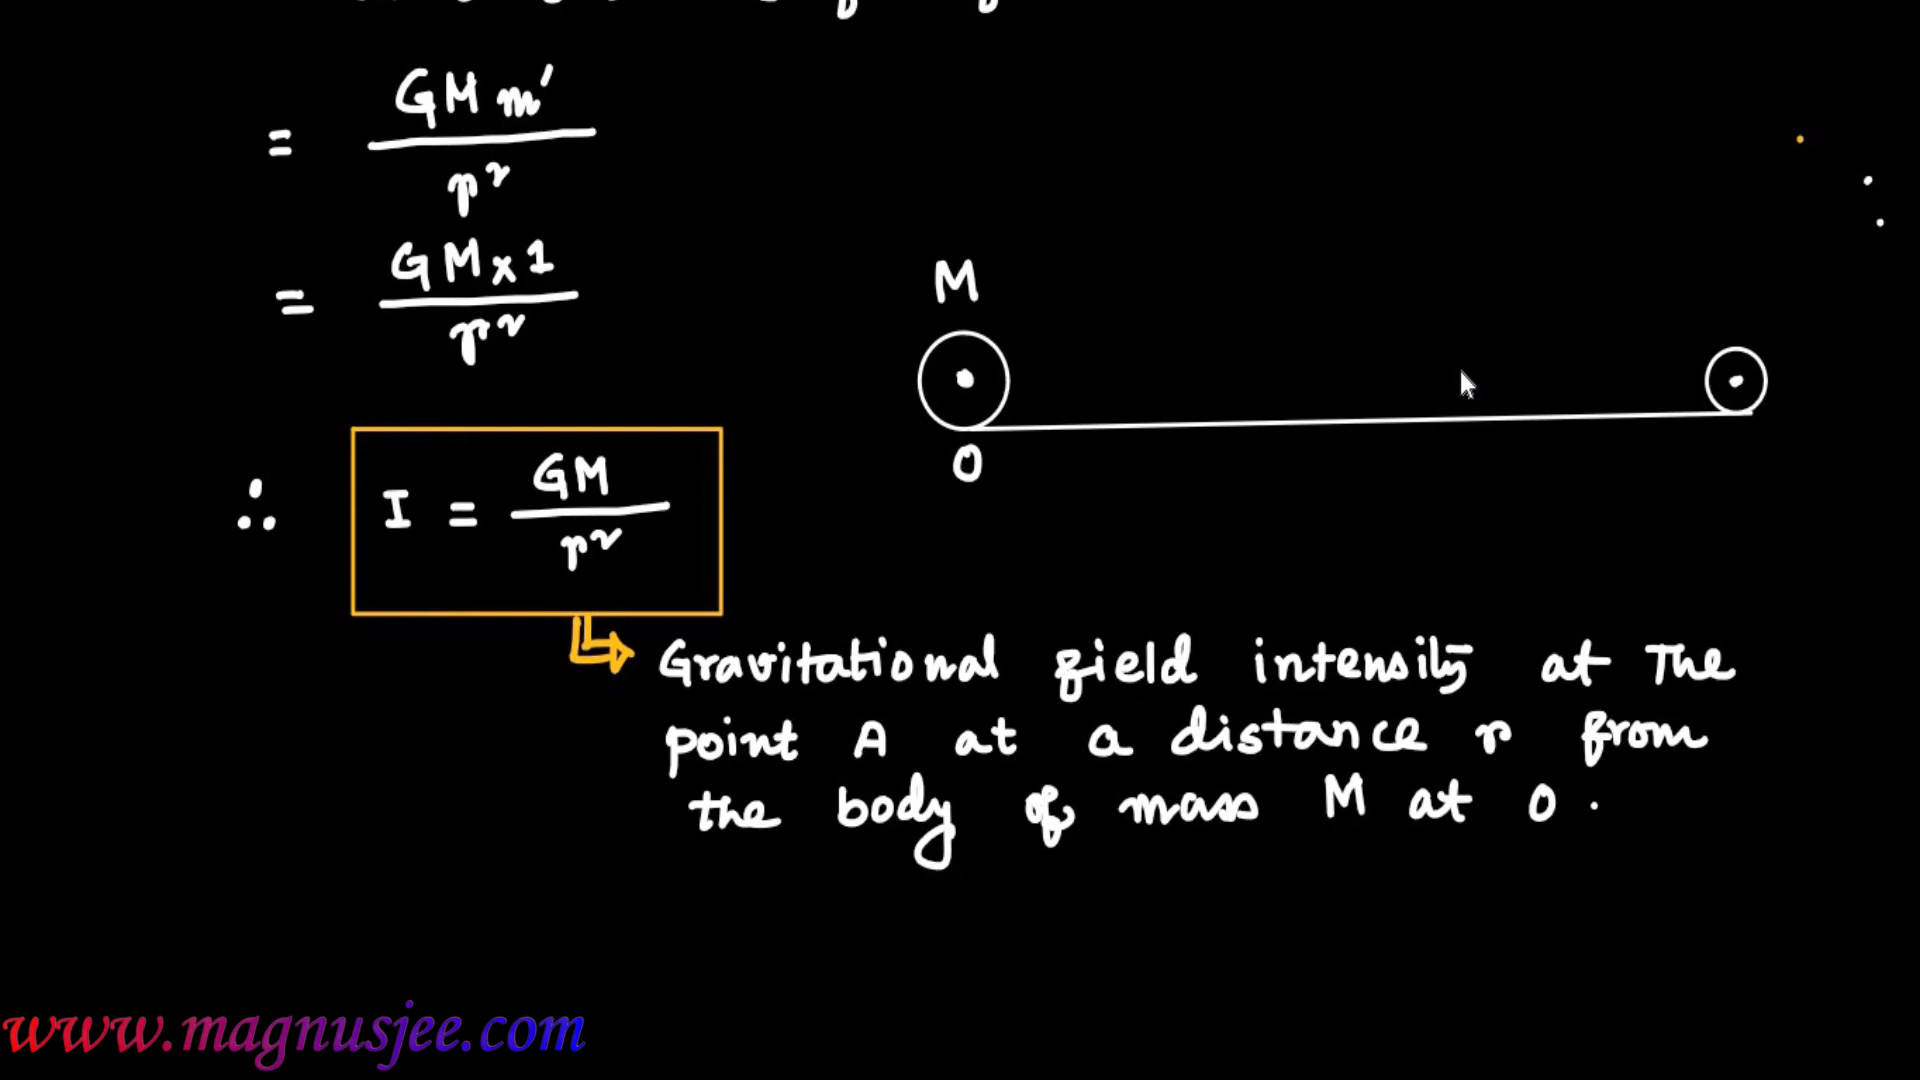 = GMm' / r²
= GM x 1 / r²
M
O
∴ I = GM / r²
Gravitational field intensity at The
point A at a distance r from
the body of mass M at O.
www.magnusjee.com